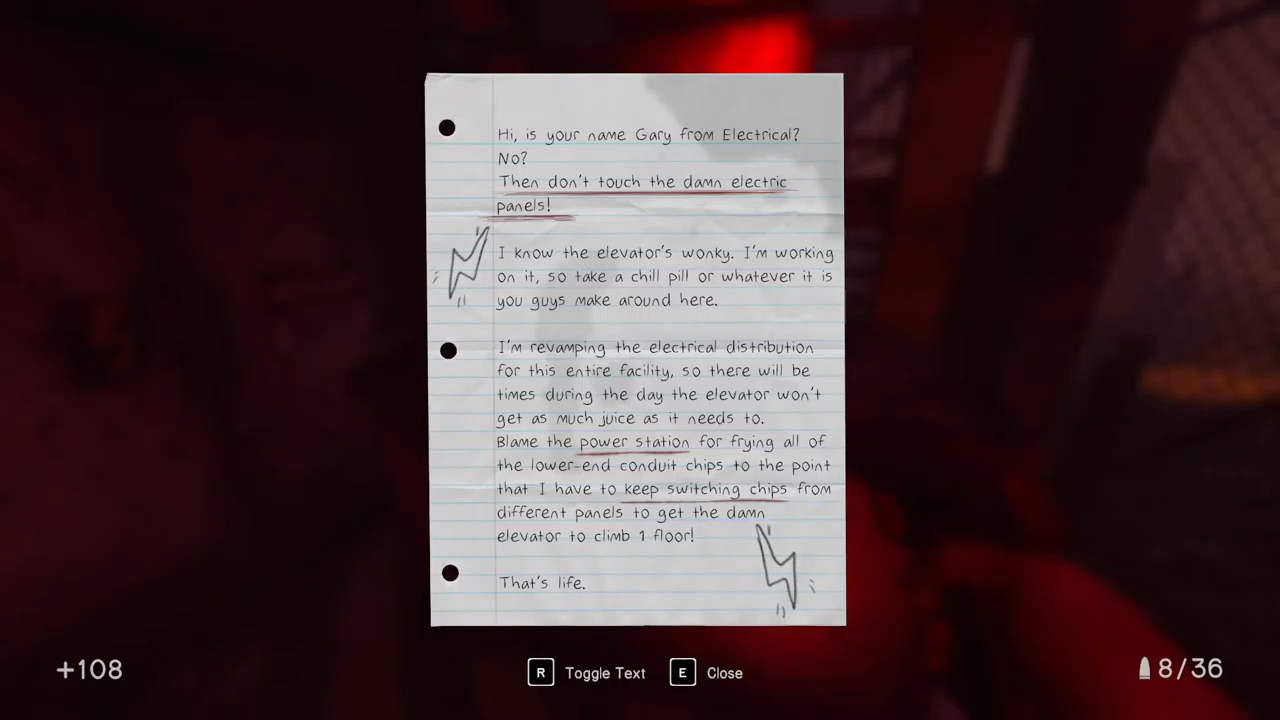 Hi, is your name Gary from Electrical?
No?
Then don't touch the damn electric
panels!
I know the elevator's wonky. I'm working
on it, so take a chill pill or whatever it is
you guys make around here.
I'm revamping the electrical distribution
for this entire facility, so there will be
times during the day the elevator won't
get as much juice as it needs to.
Blame the power station for frying all of
the lower-end conduit chips to the point
that I have to keep switching chips from
different panels to get the damn
elevator to climb 1 floor!
That's life.
+108
R Toggle Text E Close
8/36